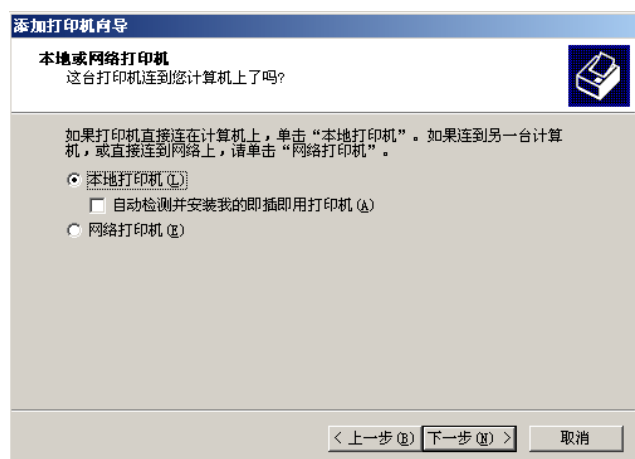 添加打印机向导
本地或网络打印机
这台打印机连到您计算机上了吗?
如果打印机直接连在计算机上，单击“本地打印机”。如果连到另一台计算
机，或直接连到网络上，请单击“网络打印机”。
本地打印机(L)
自动检测并安装我的即插即用打印机(A)
网络打印机(E)
< 上一步(B) 下一步(N) > 取消